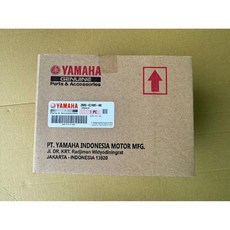 YAMAHA
GENUINE
Parts & Accessories
YAMAHA
1 PC
PT. YAMAHA INDONESIA MOTOR MFG.
JL. DR. KRT. Radjiman Widyodiningrat
JAKARTA - INDONESIA 13920